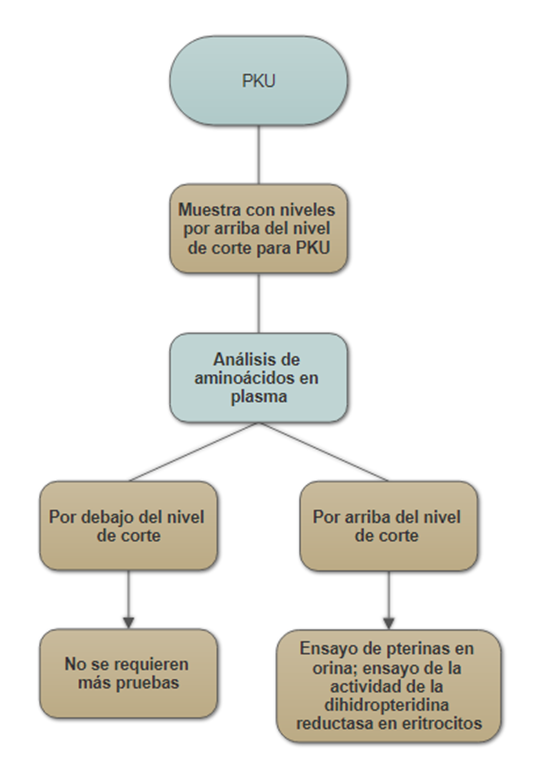 PKU
Muestra con niveles
por arriba del nivel
de corte para PKU
Análisis de
aminoácidos en
plasma
Por debajo del nivel
de corte
Por arriba del nivel
de corte
No se requieren
más pruebas
Ensayo de pterinas en
orina; ensayo de la
actividad de la
dihidropteridina
reductasa en eritrocitos